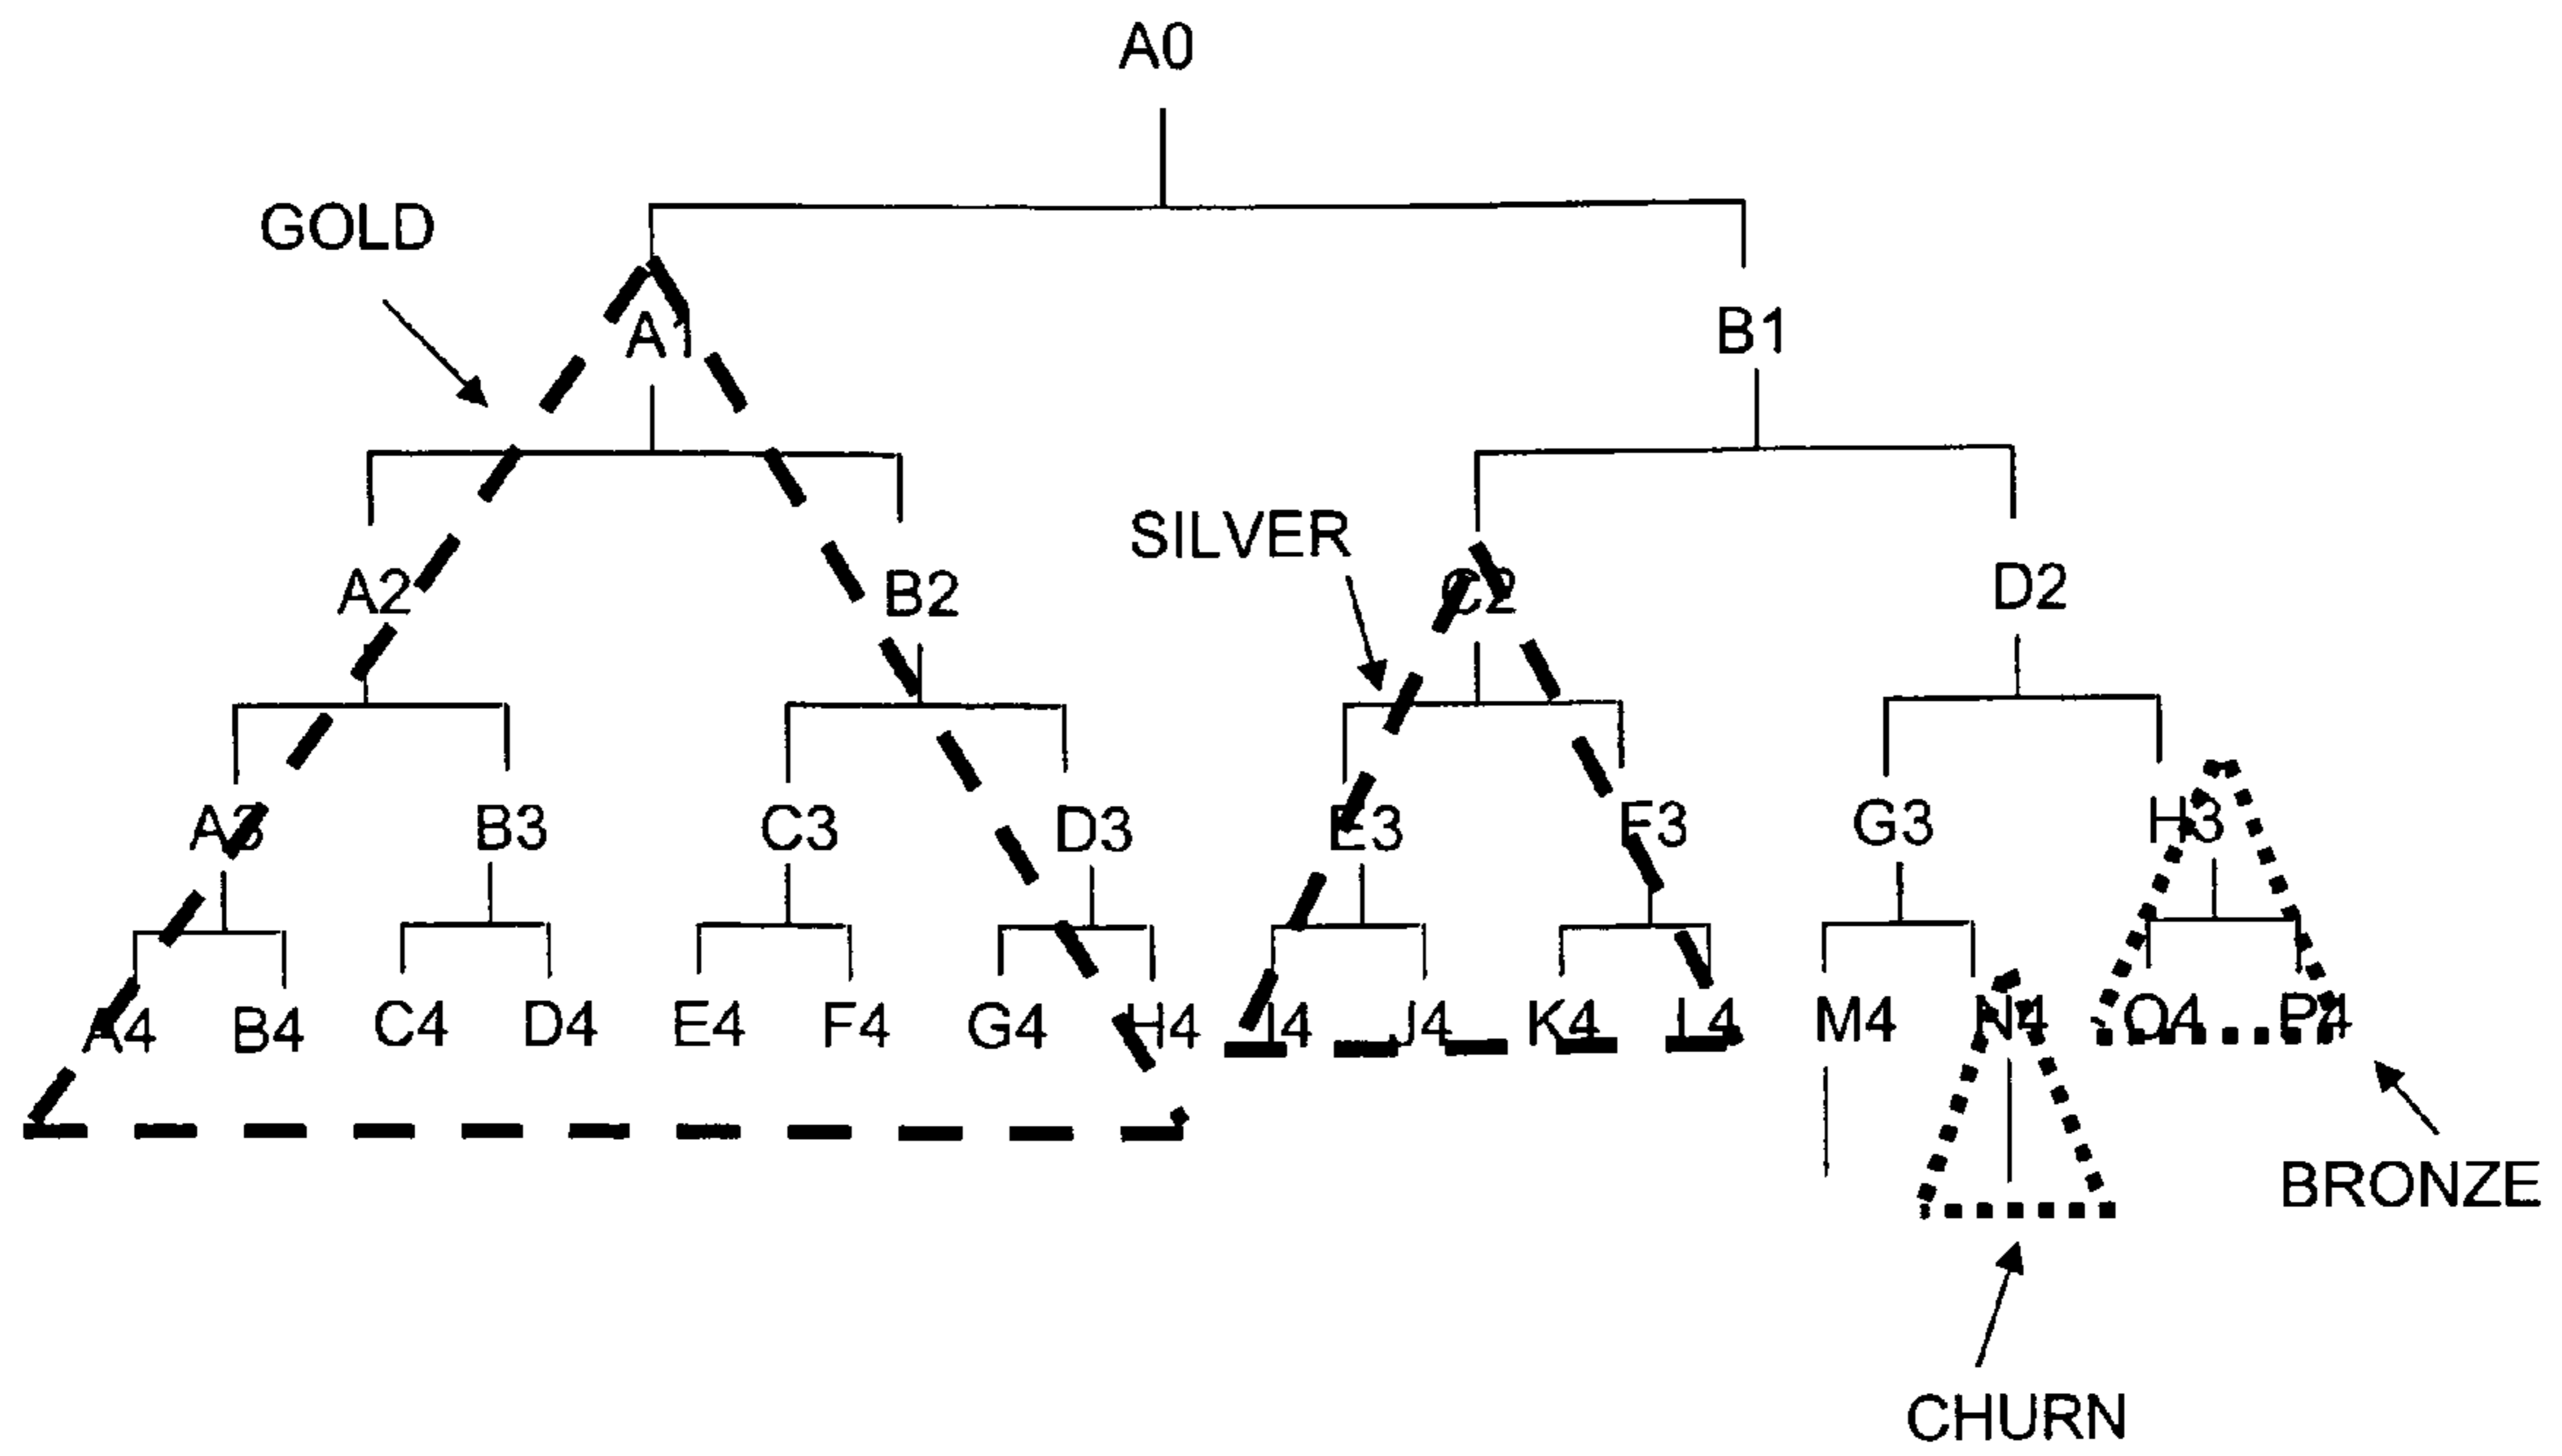 A0
GOLD
A1 B1
SILVER
A2 B2 C2 D2
A3 B3 C3 D3 E3 F3 G3 H3
A4 B4 C4 D4 E4 F4 G4 H4 I4 J4 K4 L4 M4 N4 O4 P4
BRONZE
CHURN